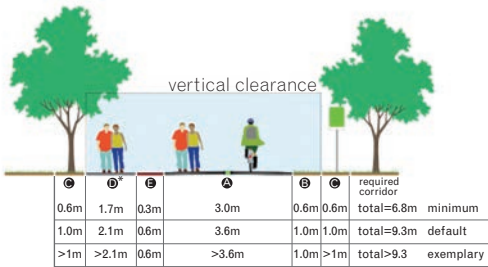 vertical clearance
C D* E A B C required corridor
0.6m 1.7m 0.3m 3.0m 0.6m 0.6m total=6.8m minimum
1.0m 2.1m 0.6m 3.6m 1.0m 1.0m total=9.3m default
>1m >2.1m 0.6m >3.6m 1.0m >1m total>9.3 exemplary